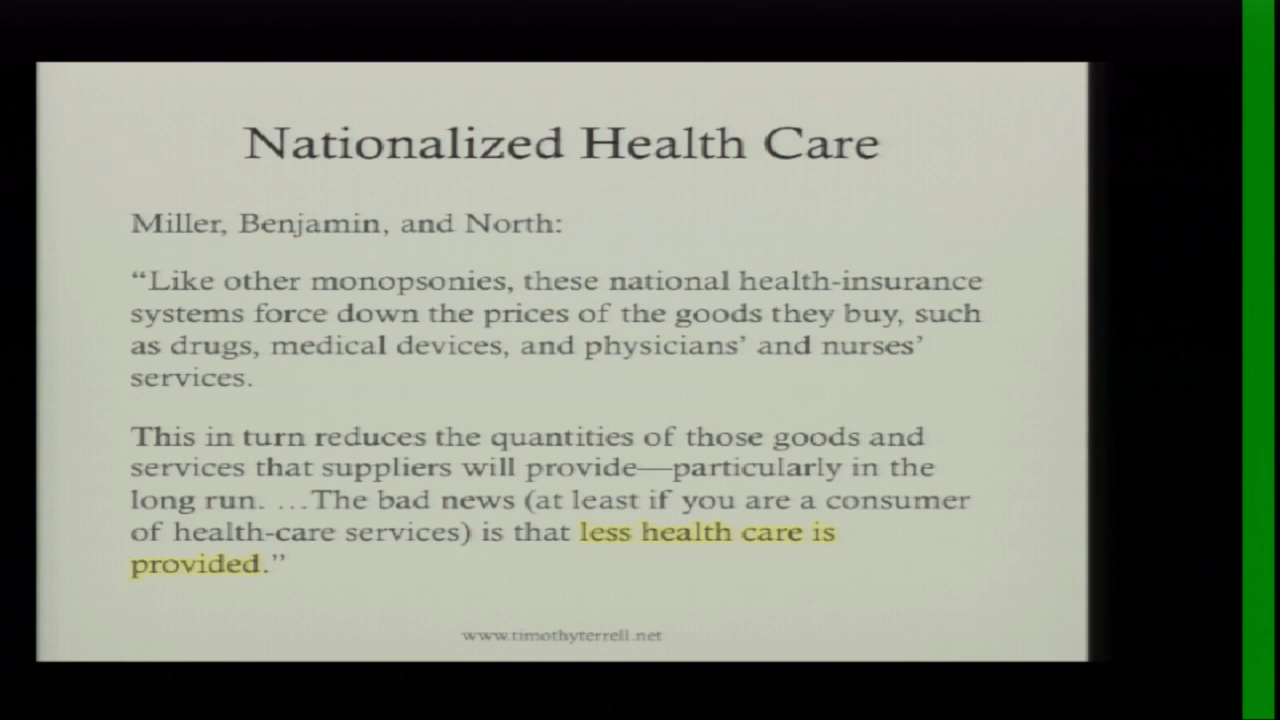 Nationalized Health Care
Miller, Benjamin, and North:
“Like other monopsonies, these national health-insurance
systems force down the prices of the goods they buy, such
as drugs, medical devices, and physicians’ and nurses’
services.
This in turn reduces the quantities of those goods and
services that suppliers will provide—particularly in the
long run. …The bad news (at least if you are a consumer
of health-care services) is that less health care is
provided.”
www.timothyterrell.net